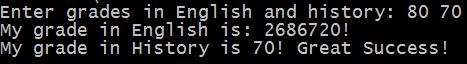 Enter grades in English and history: 80 70
My grade in English is: 2686720!
My grade in History is 70! Great Success!